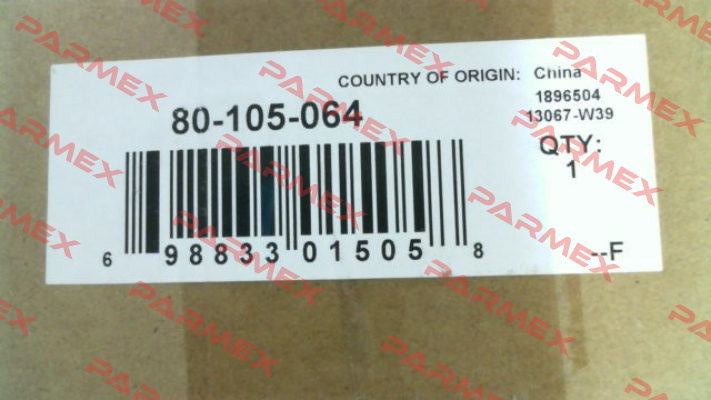 COUNTRY OF ORIGIN: China
80-105-064
1896504
13067-W39
QTY:
1
6 98833 01505 8
--F
PARMEX